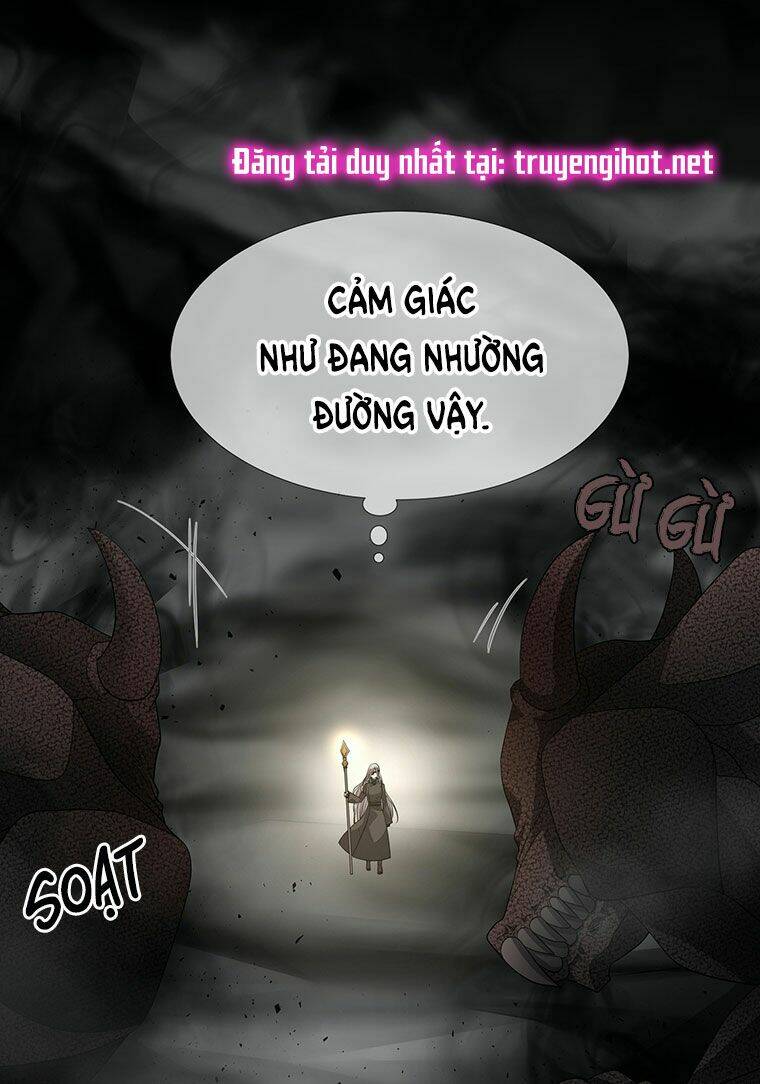 Đăng tải duy nhất tại: truyengihot.net
CẢM GIÁC
NHƯ ĐANG NHƯỜNG
ĐƯỜNG VẬY.
GỪ GỪ
SOẠT